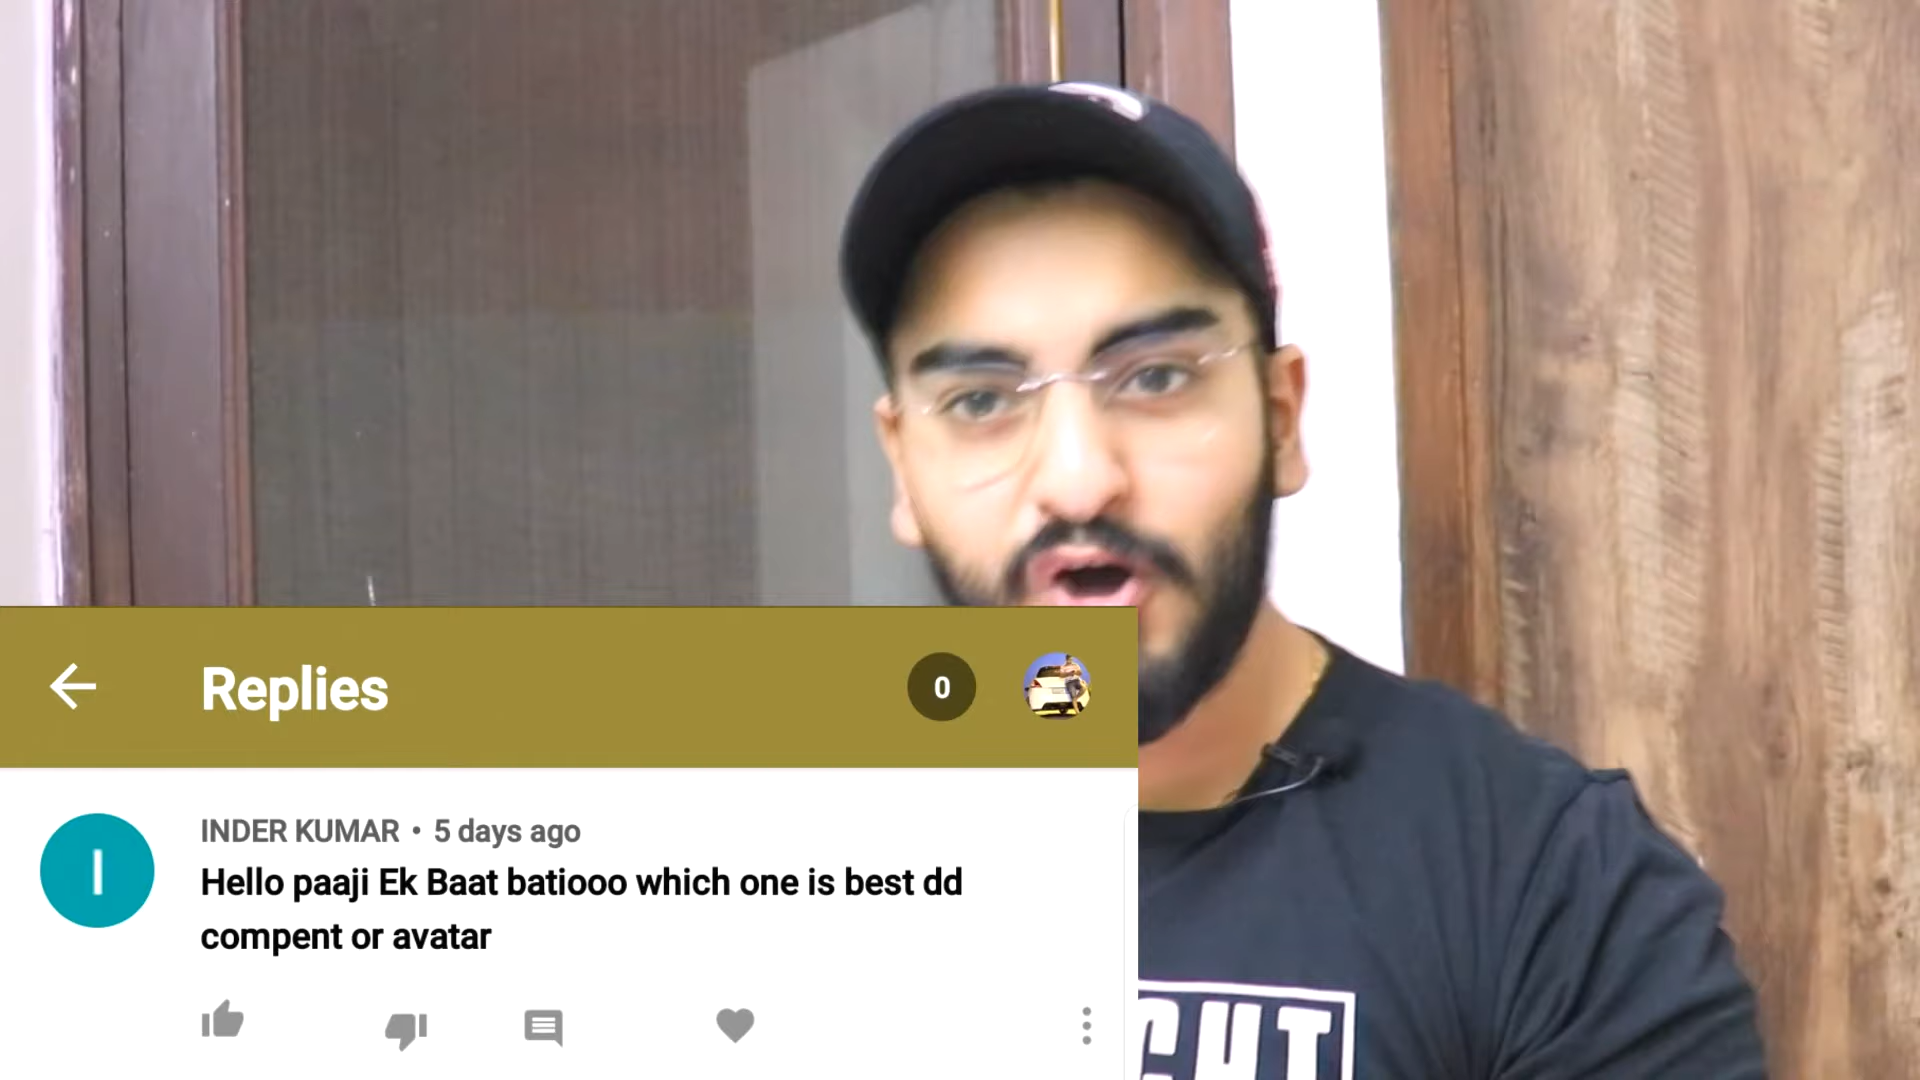 Replies
0
I
INDER KUMAR • 5 days ago
Hello paaji Ek Baat batiooo which one is best dd
compent or avatar